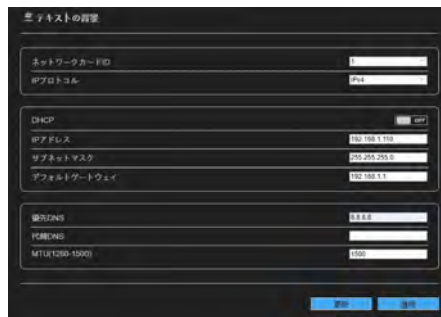 テキストの背景
ネットワークカードID 1
IPプロトコル IPv4
DHCP OFF
IPアドレス 192.168.1.110
サブネットマスク 255.255.255.0
デフォルトゲートウェイ 192.168.1.1
優先DNS 8.8.8.8
代替DNS
MTU(1280-1500) 1500
更新 適用